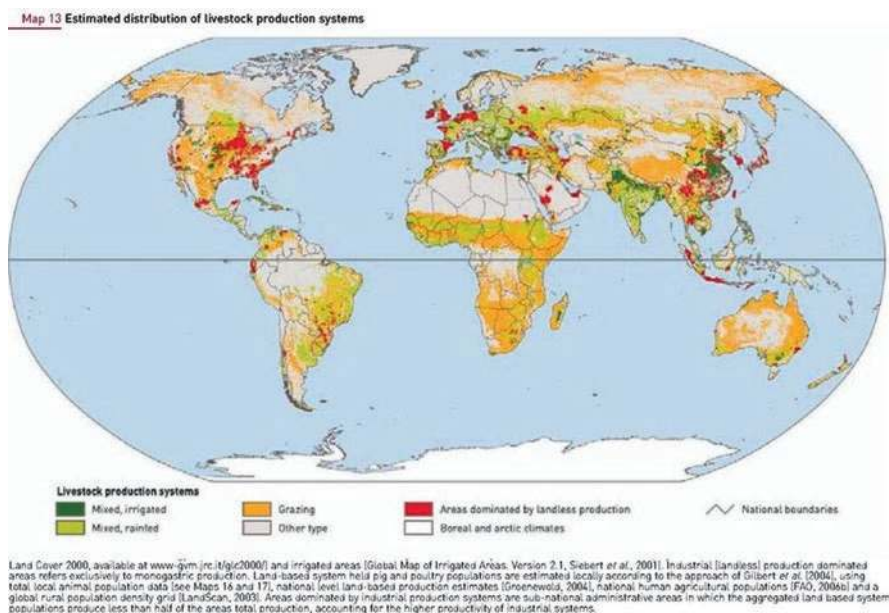 Map 13 Estimated distribution of livestock production systems
Livestock production systems
Mixed, irrigated
Grazing
Areas dominated by landless production
National boundaries
Mixed, rainfed
Other type
Boreal and arctic climates
Land Cover 2000, available at www-gvm.jrc.it/glc2000/) and irrigated areas (Global Map of Irrigated Areas. Version 2.1, Siebert et al., 2001). Industrial (landless) production dominated
areas refers exclusively to monogastric production. Land-based system held pig and poultry populations are estimated locally according to the approach of Gilbert et al. (2004), using
total local animal population data (see Maps 16 and 17), national level land-based production estimates (Groenewold, 2004), national human agricultural populations (FAO, 2006b) and a
global rural population density grid (LandScan, 2003). Areas dominated by industrial production systems are sub-national administrative areas in which the aggregated land based system
populations produce less than half of the areas total production, accounting for the higher productivity of industrial systems.